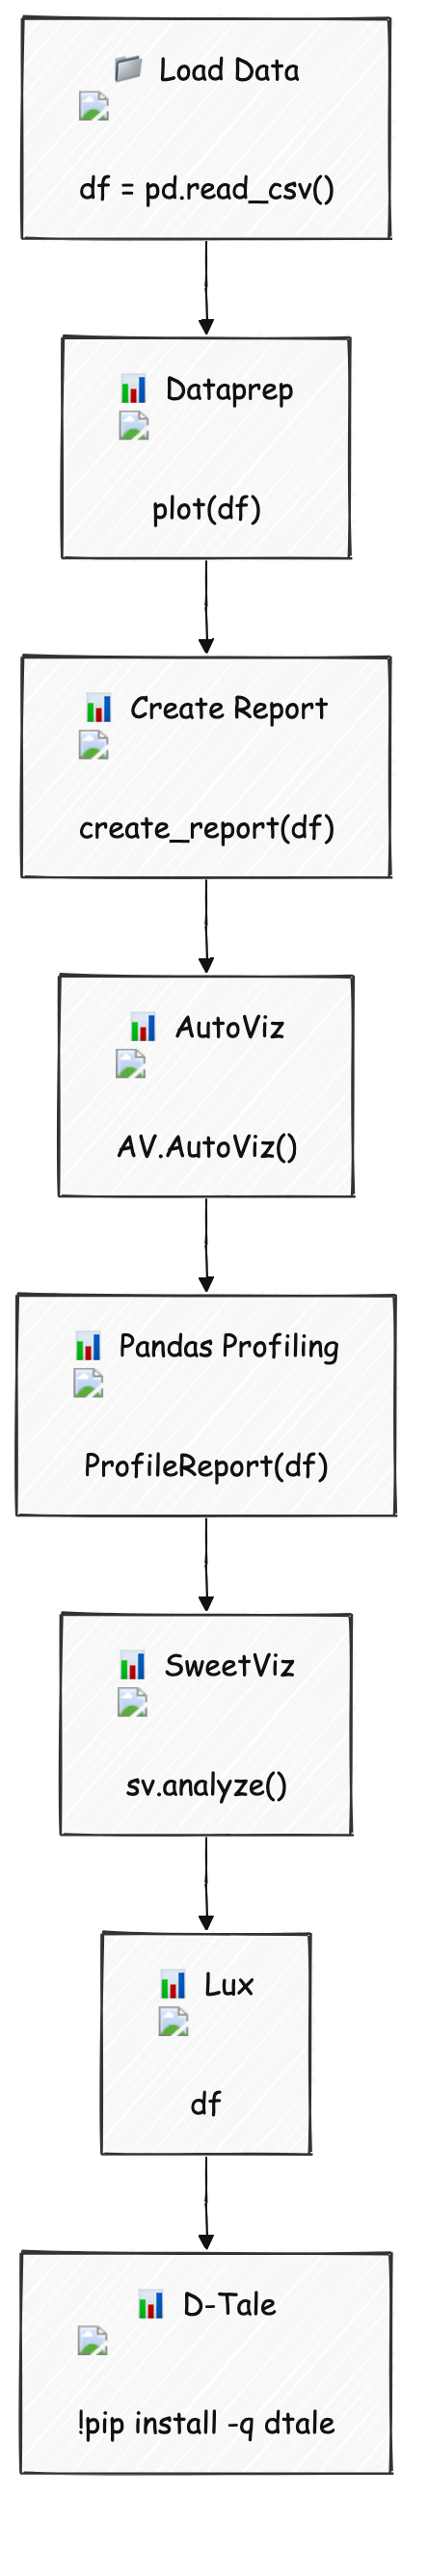 📁 Load Data
df = pd.read_csv()
📊 Dataprep
plot(df)
📊 Create Report
create_report(df)
📊 AutoViz
AV.AutoViz()
📊 Pandas Profiling
ProfileReport(df)
📊 SweetViz
sv.analyze()
📊 Lux
df
📊 D-Tale
!pip install -q dtale